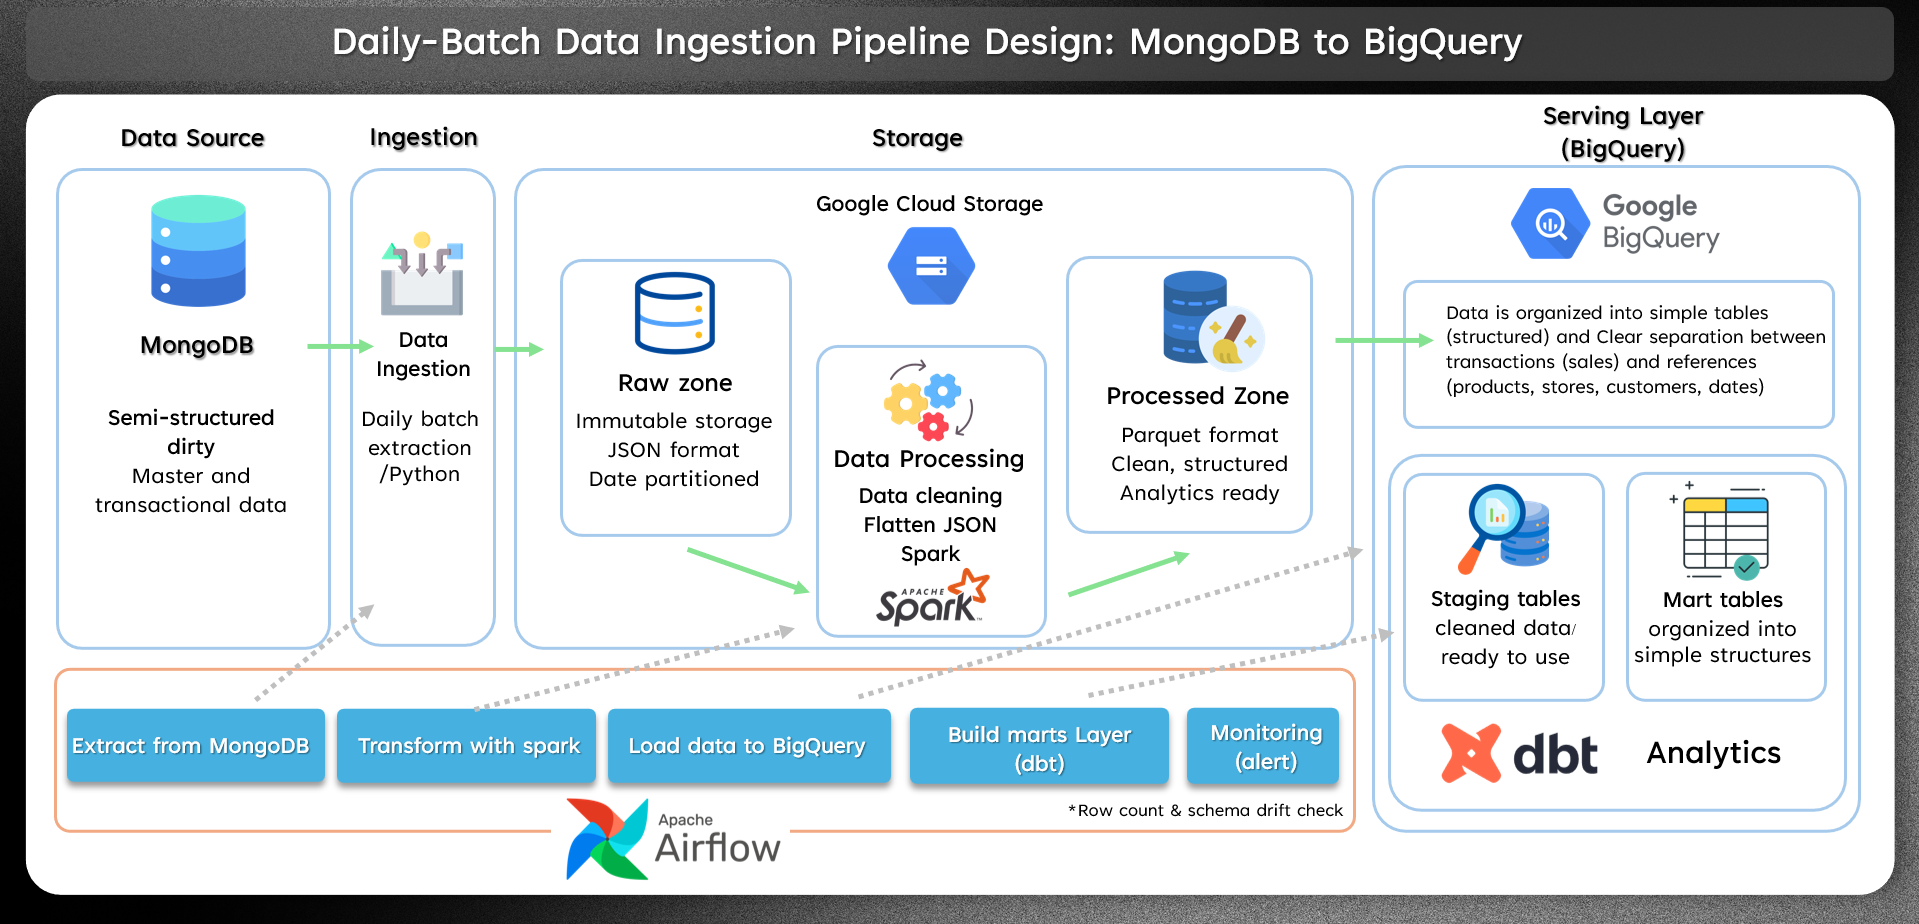 Daily-Batch Data Ingestion Pipeline Design: MongoDB to BigQuery
Data Source
MongoDB
Semi-structured
dirty
Master and
transactional data
Ingestion
Data
Ingestion
Daily batch
extraction
/Python
Storage
Google Cloud Storage
Raw zone
Immutable storage
JSON format
Date partitioned
Data Processing
Data cleaning
Flatten JSON
Spark
APACHE
Spark™
Processed Zone
Parquet format
Clean, structured
Analytics ready
Serving Layer
(BigQuery)
Google
BigQuery
Data is organized into simple tables
(structured) and Clear separation between
transactions (sales) and references
(products, stores, customers, dates)
Staging tables
cleaned data/
ready to use
Mart tables
organized into
simple structures
dbt
Analytics
Extract from MongoDB
Transform with spark
Load data to BigQuery
Build marts Layer
(dbt)
Monitoring
(alert)
*Row count & schema drift check
Apache
Airflow